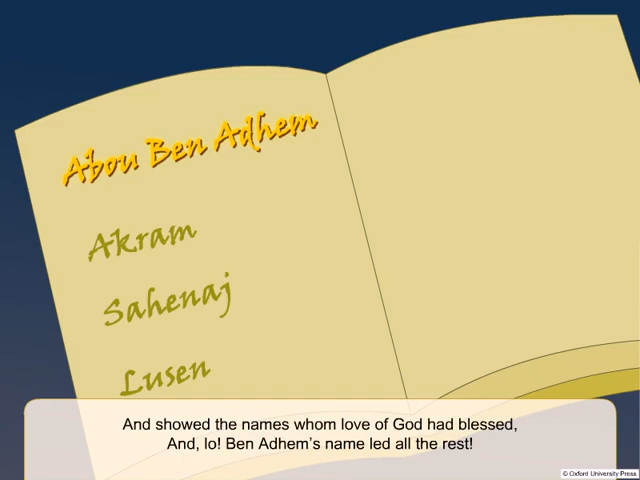 Abou Ben Adhem
Akram
Sahenaj
Lusen
And showed the names whom love of God had blessed,
And, lo! Ben Adhem's name led all the rest!
© Oxford University Press